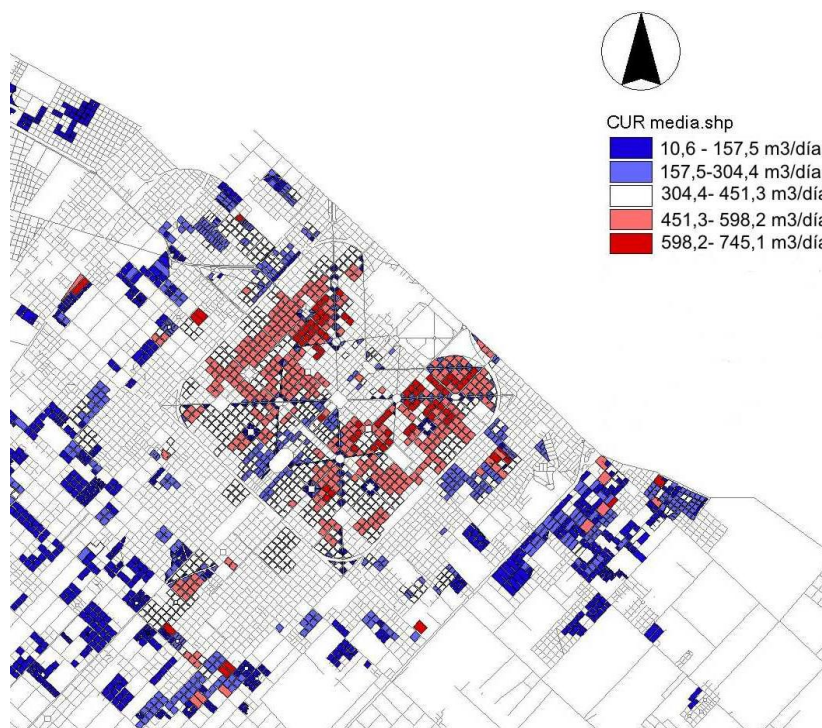 CUR media.shp
10,6 - 157,5 m3/día
157,5-304,4 m3/día
304,4- 451,3 m3/día
451,3- 598,2 m3/día
598,2- 745,1 m3/día